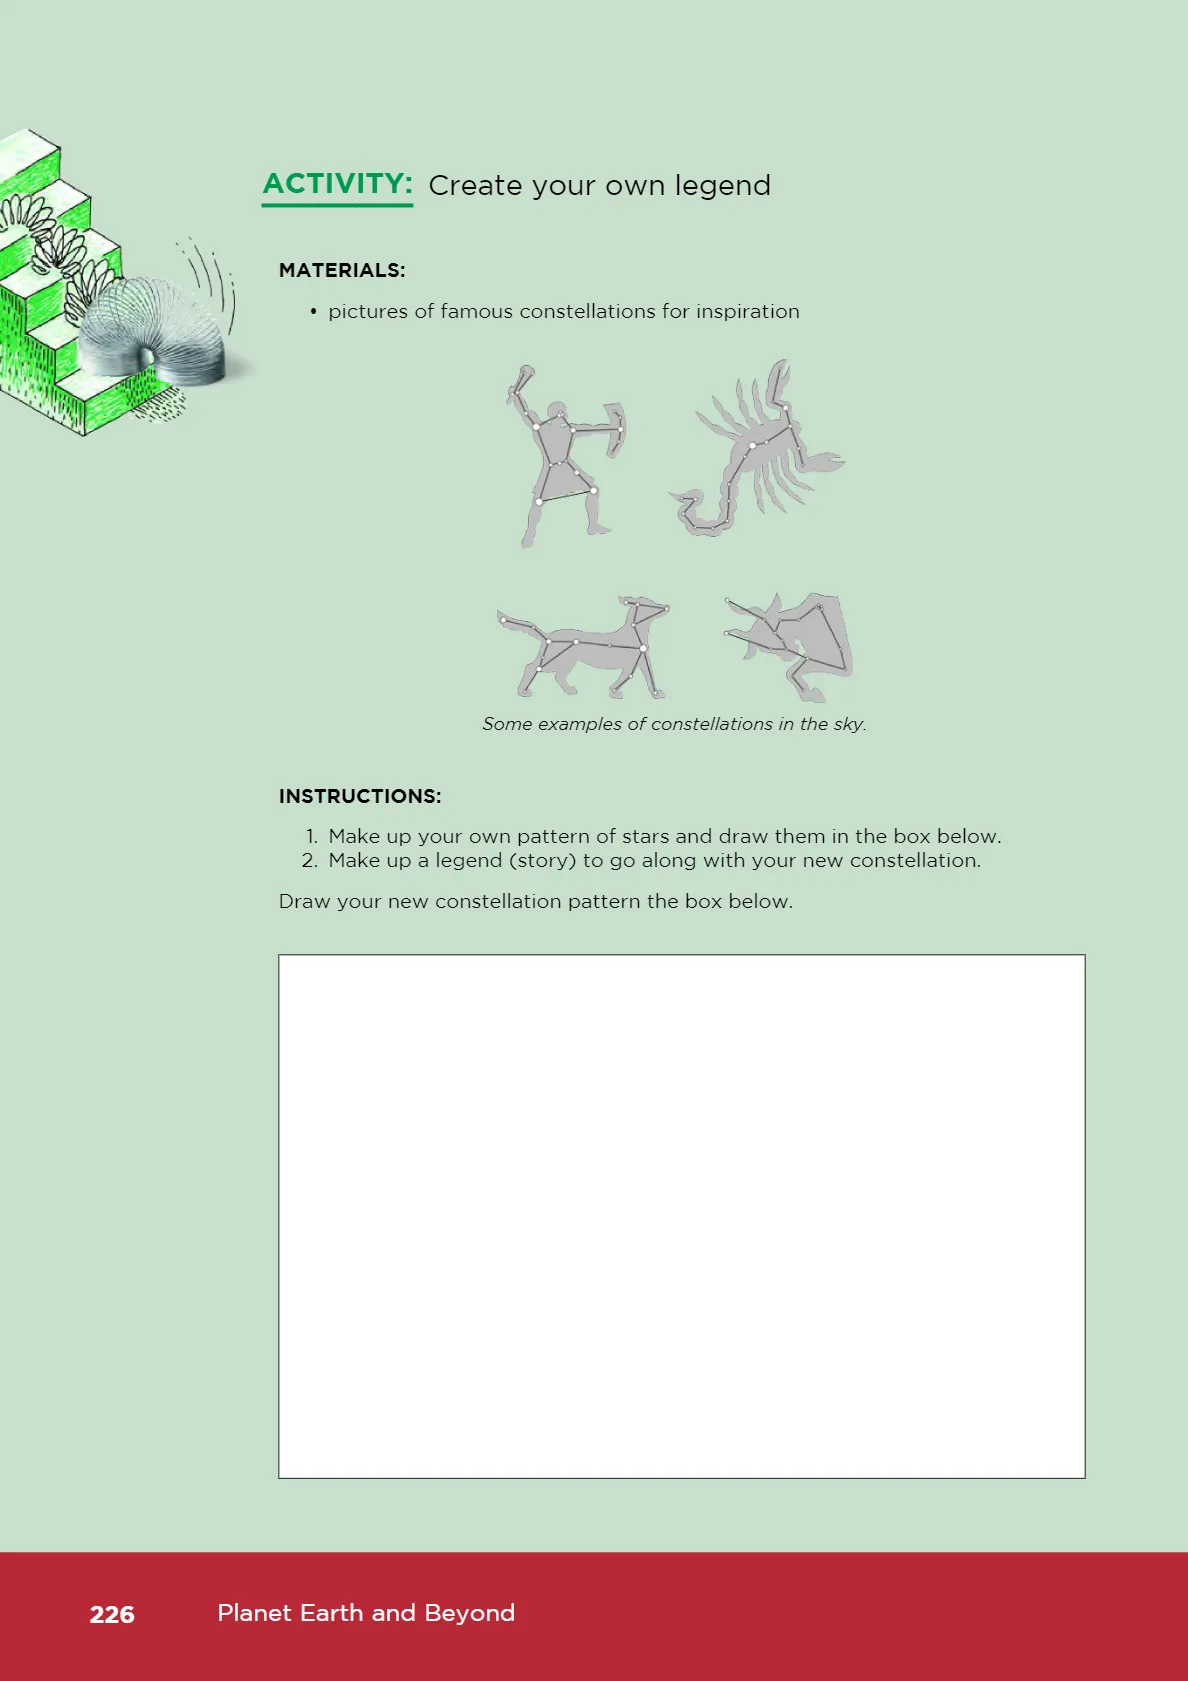 ACTIVITY: Create your own legend
MATERIALS:
• pictures of famous constellations for inspiration
Some examples of constellations in the sky.
INSTRUCTIONS:
1. Make up your own pattern of stars and draw them in the box below.
2. Make up a legend (story) to go along with your new constellation.
Draw your new constellation pattern the box below.
226 Planet Earth and Beyond